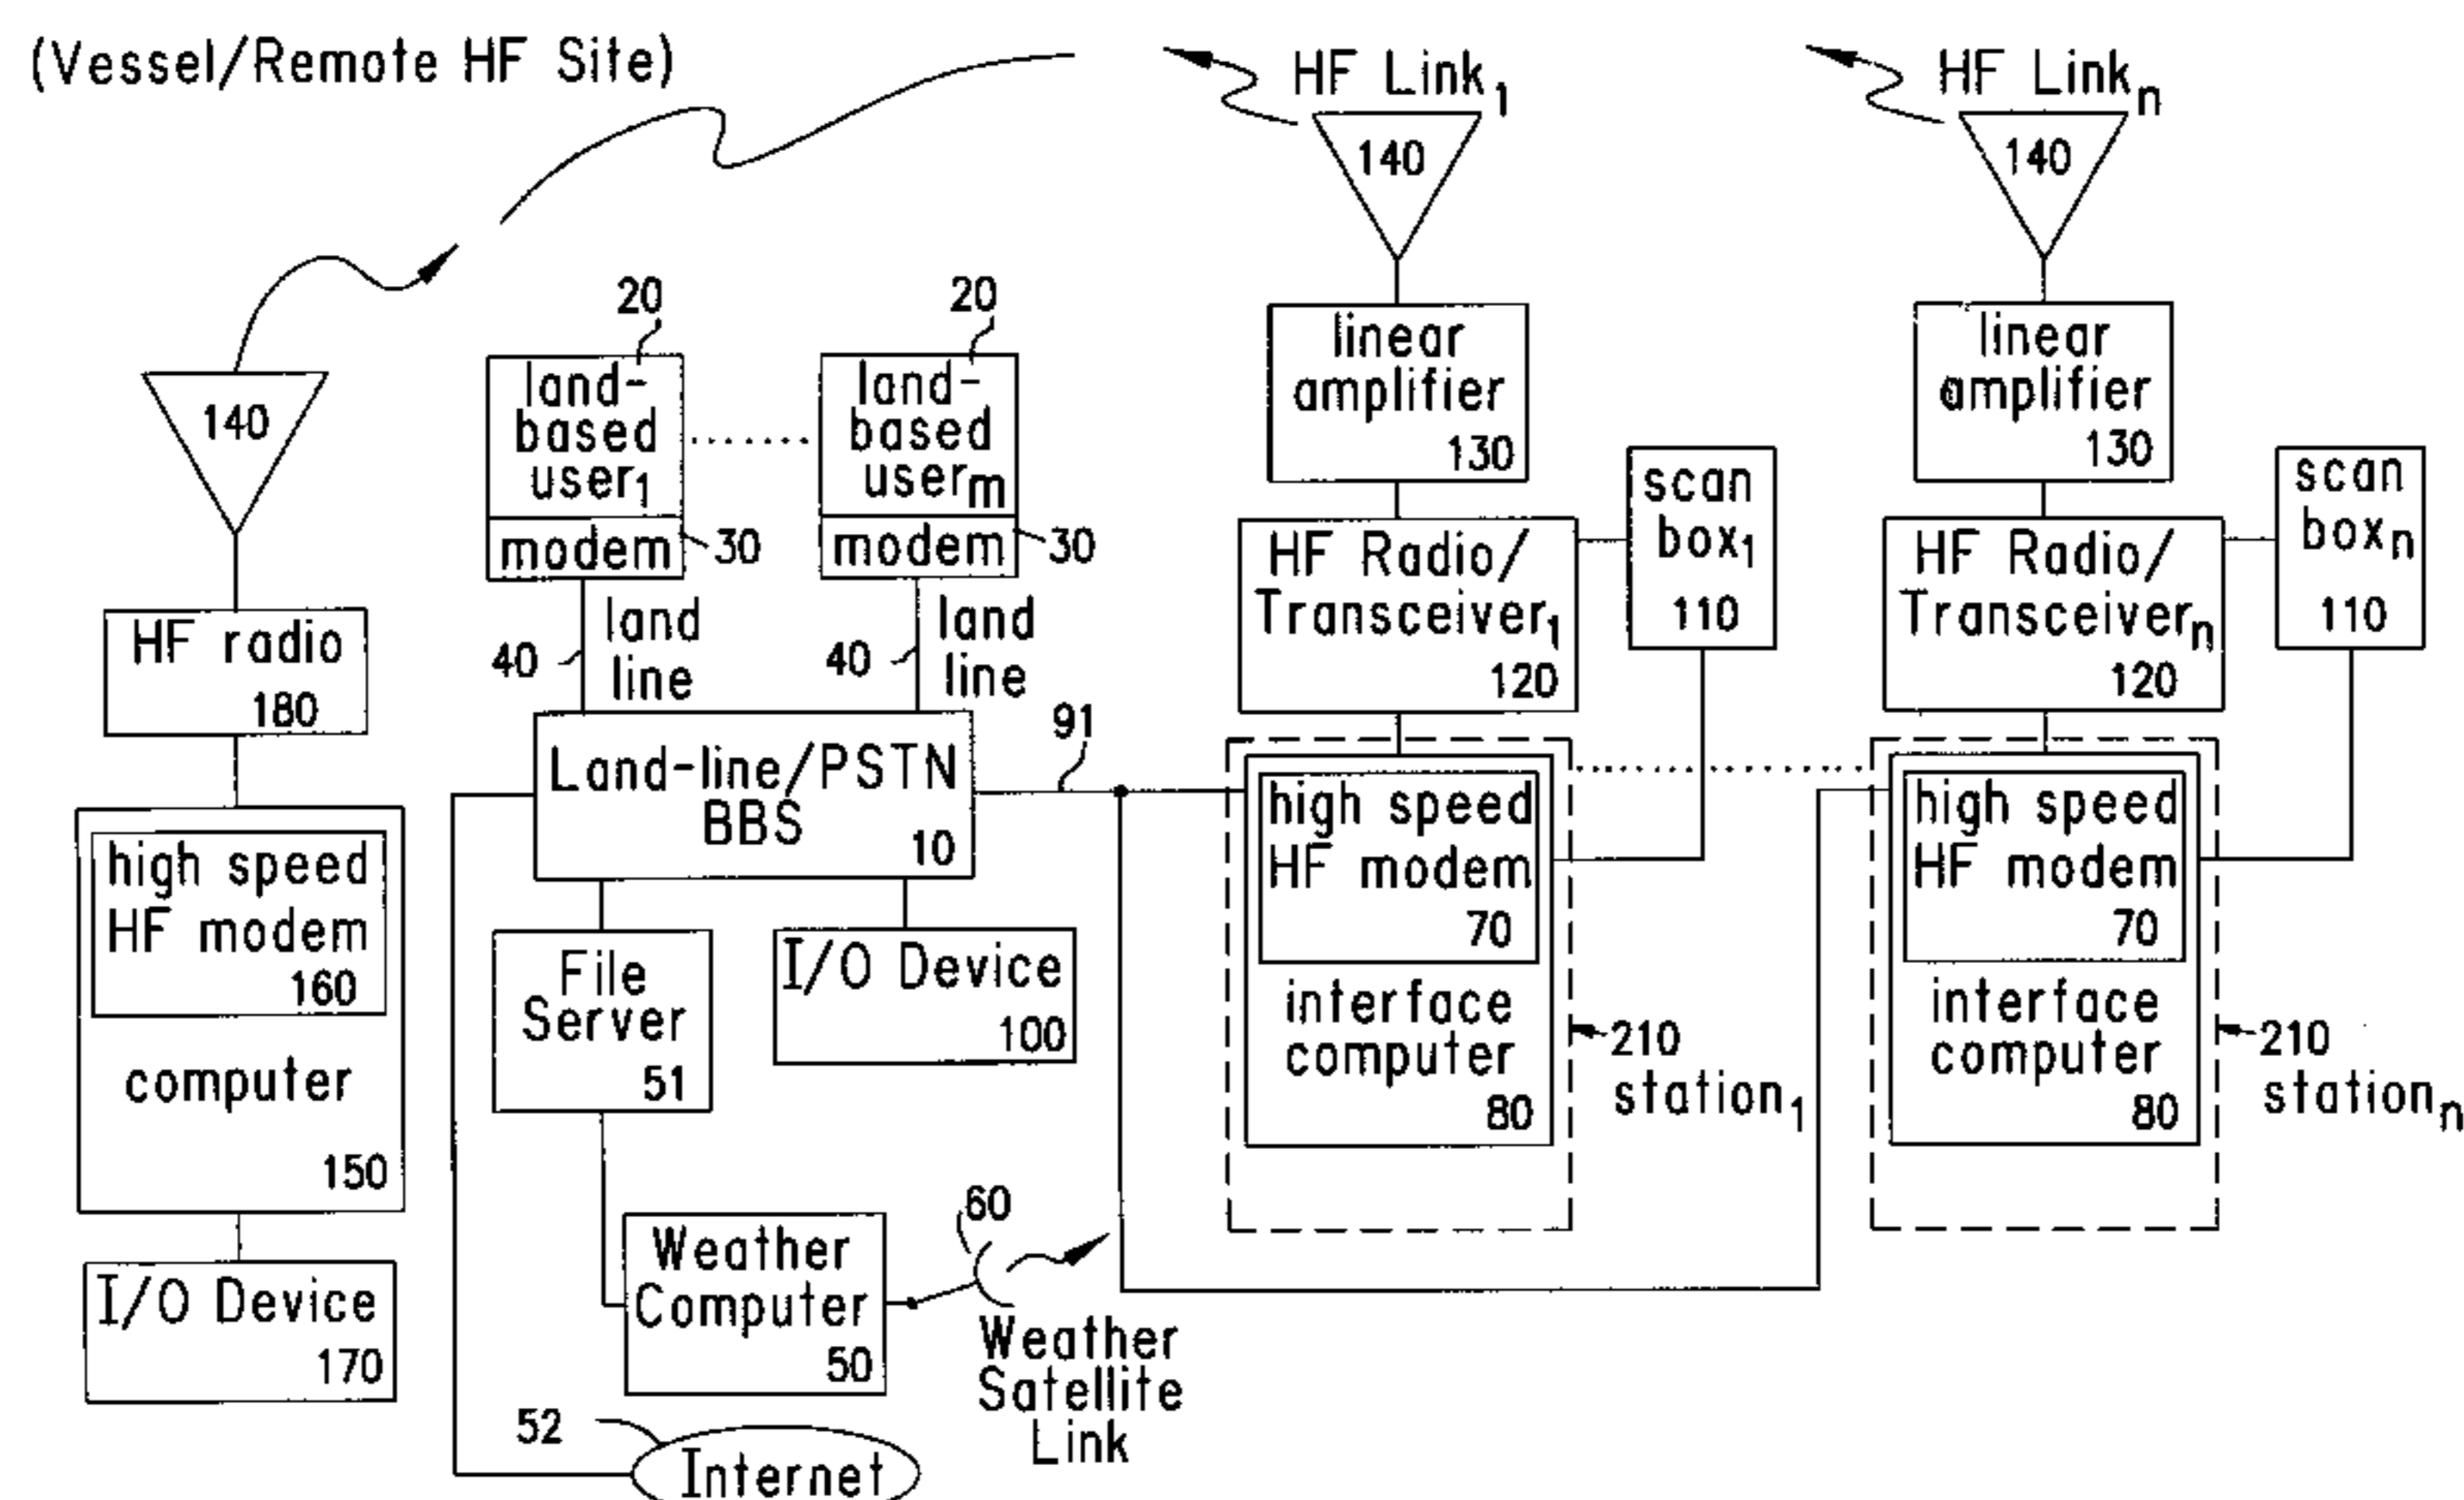 (Vessel/Remote HF Site)
HF Link1
HF Linkn
140
140
140
20
20
land-
based
user1
modem
30
land-
based
userm
modem
30
linear
amplifier
130
linear
amplifier
130
scan
box1
110
scan
boxn
110
HF Radio/
Transceiver1
120
HF Radio/
Transceivern
120
HF radio
180
40
land
line
40
land
line
91
Land-line/PSTN
BBS
10
high speed
HF modem
160
computer
150
I/O Device
170
File
Server
51
I/O Device
100
high speed
HF modem
70
interface
computer
80
210
station1
high speed
HF modem
70
interface
computer
80
210
stationn
Weather
Computer
50
60
Weather
Satellite
Link
52
Internet